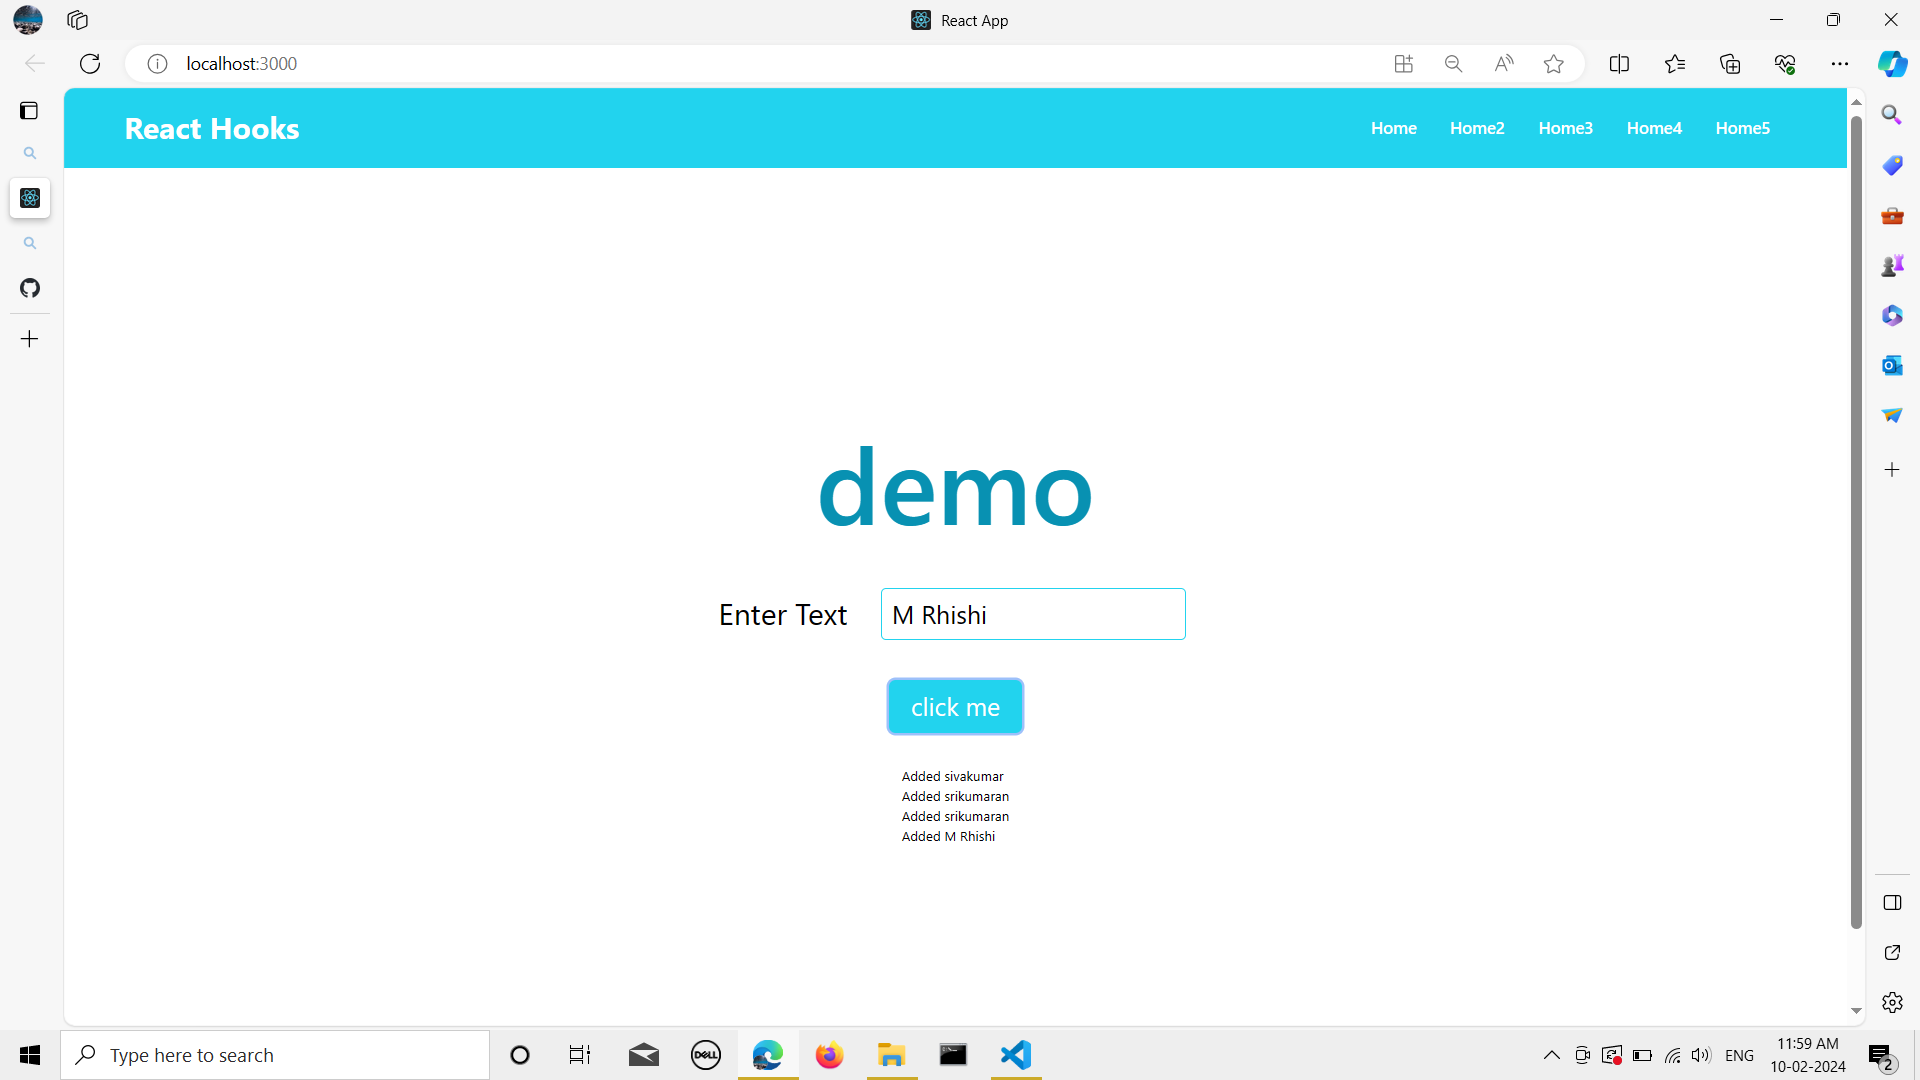 React App
localhost:3000
React Hooks
Home Home2 Home3 Home4 Home5
demo
Enter Text M Rhishi
click me
Added sivakumar
Added srikumaran
Added srikumaran
Added M Rhishi
Type here to search
DELL
ENG
11:59 AM
10-02-2024
2